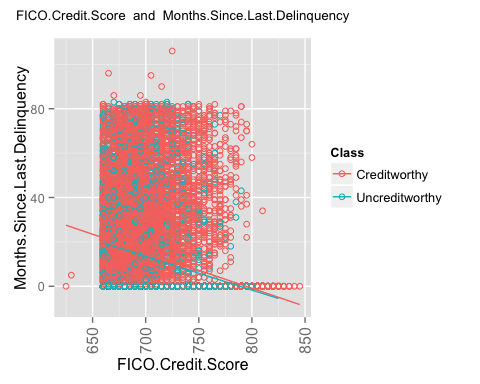 FICO.Credit.Score and Months.Since.Last.Delinquency
Months.Since.Last.Delinquency
80
40
0
650
700
750
800
850
FICO.Credit.Score
Class
Creditworthy
Uncreditworthy